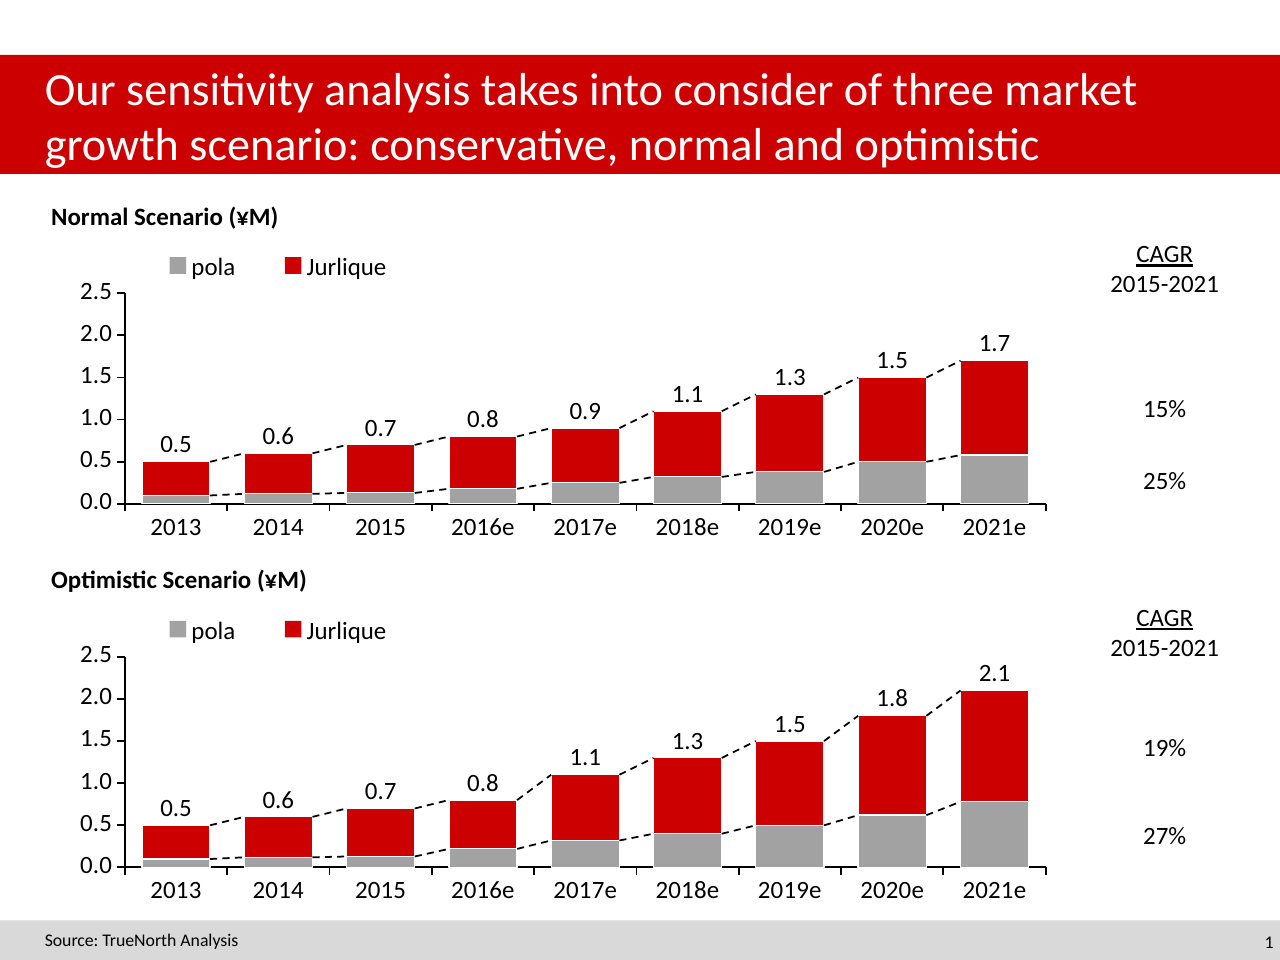 Our sensitivity analysis takes into consider of three market
growth scenario: conservative, normal and optimistic
Normal Scenario (¥M)
CAGR
2015-2021
pola Jurlique
2.5
2.0
1.5
1.0
0.5
0.0
0.5 0.6 0.7 0.8 0.9 1.1 1.3 1.5 1.7
15%
25%
2013 2014 2015 2016e 2017e 2018e 2019e 2020e 2021e
Optimistic Scenario (¥M)
CAGR
2015-2021
pola Jurlique
2.5
2.0
1.5
1.0
0.5
0.0
0.5 0.6 0.7 0.8 1.1 1.3 1.5 1.8 2.1
19%
27%
2013 2014 2015 2016e 2017e 2018e 2019e 2020e 2021e
Source: TrueNorth Analysis
1